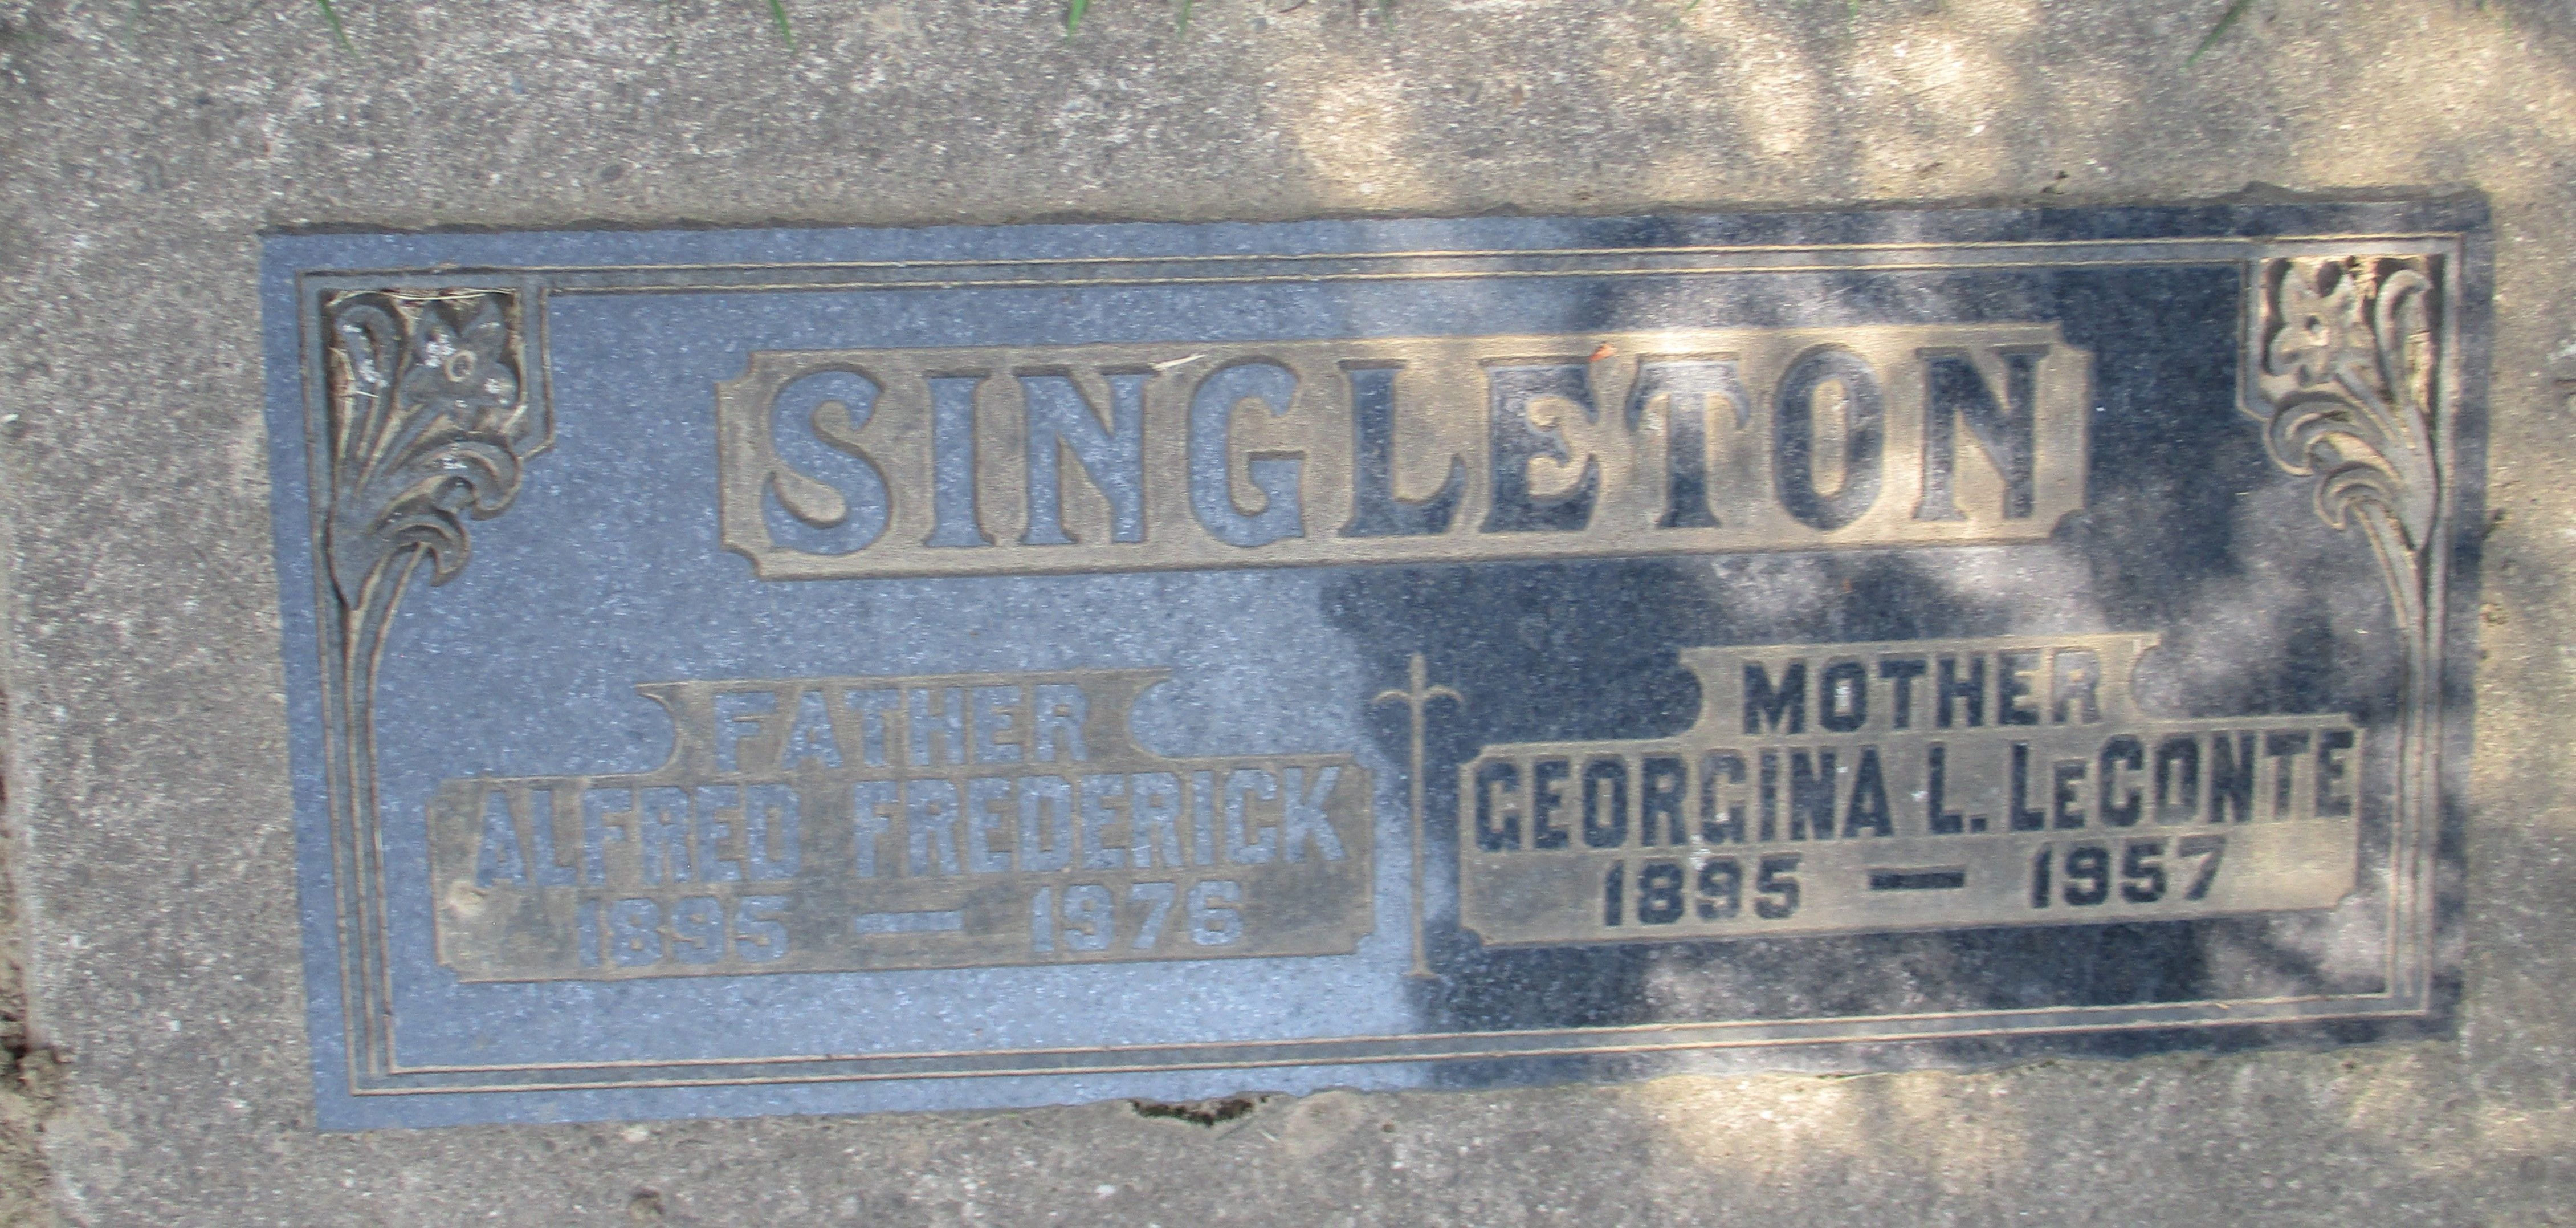 SINGLETON
FATHER
ALFRED FREDERICK
1895 — 1976
MOTHER
GEORGINA L. LeCONTE
1895 — 1957